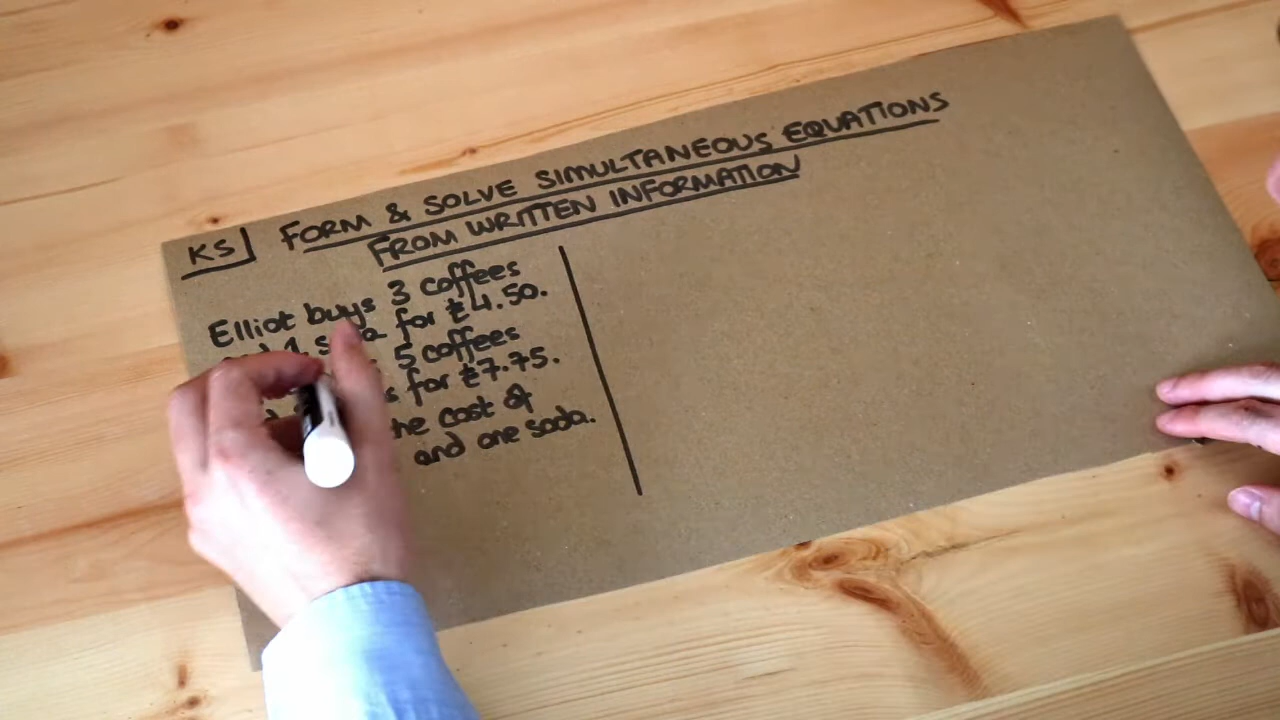 KS
FORM & SOLVE SIMULTANEOUS EQUATIONS
FROM WRITTEN INFORMATION
Elliot buys 3 coffees
1 for £4.50.
5 coffees
for £7.75.
the cost of
and one soda.